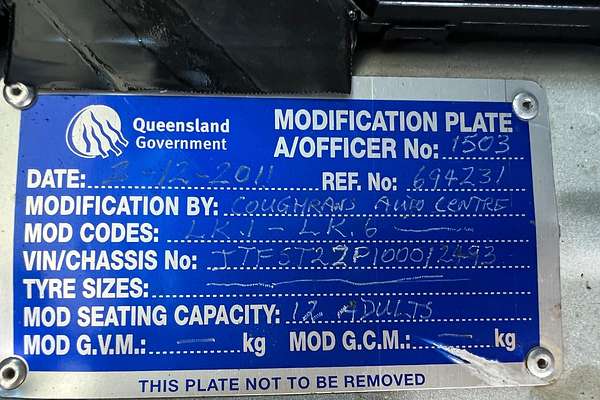 Queensland Government
MODIFICATION PLATE
A/OFFICER No: 1503
DATE: 2-12-2011 REF. No: 694231
MODIFICATION BY: COUGHRANS AUTO CENTRE
MOD CODES: LK1 - LK6
VIN/CHASSIS No: JTFST22P100012493
TYRE SIZES:
MOD SEATING CAPACITY: 12 ADULTS
MOD G.V.M.: — kg MOD G.C.M.: — kg
THIS PLATE NOT TO BE REMOVED